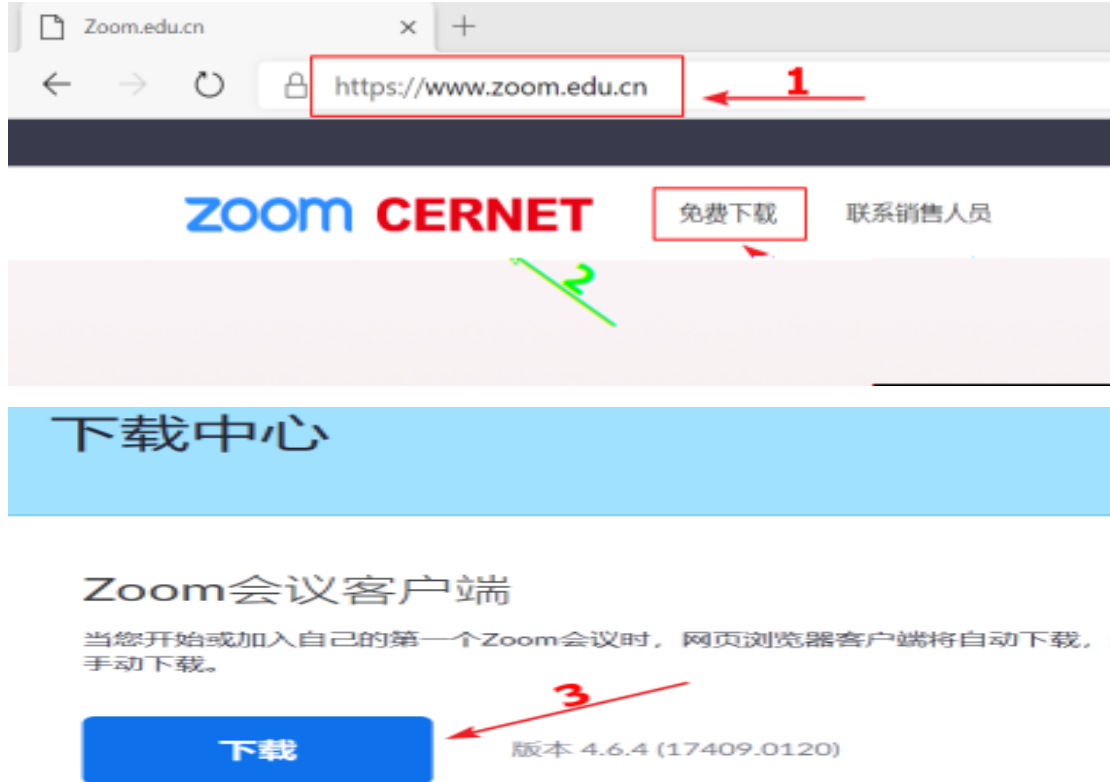 Zoom.edu.cn
https://www.zoom.edu.cn
1
zoom CERNET 免费下载 联系销售人员
2
下载中心
Zoom会议客户端
当您开始或加入自己的第一个Zoom会议时，网页浏览器客户端将自动下载，
手动下载。
3
下载 版本 4.6.4 (17409.0120)